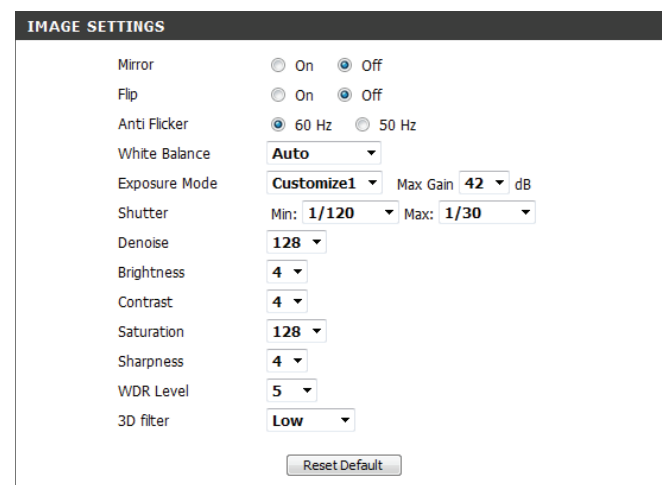 IMAGE SETTINGS
Mirror On Off
Flip On Off
Anti Flicker 60 Hz 50 Hz
White Balance Auto
Exposure Mode Customize1 Max Gain 42 dB
Shutter Min: 1/120 Max: 1/30
Denoise 128
Brightness 4
Contrast 4
Saturation 128
Sharpness 4
WDR Level 5
3D filter Low
Reset Default